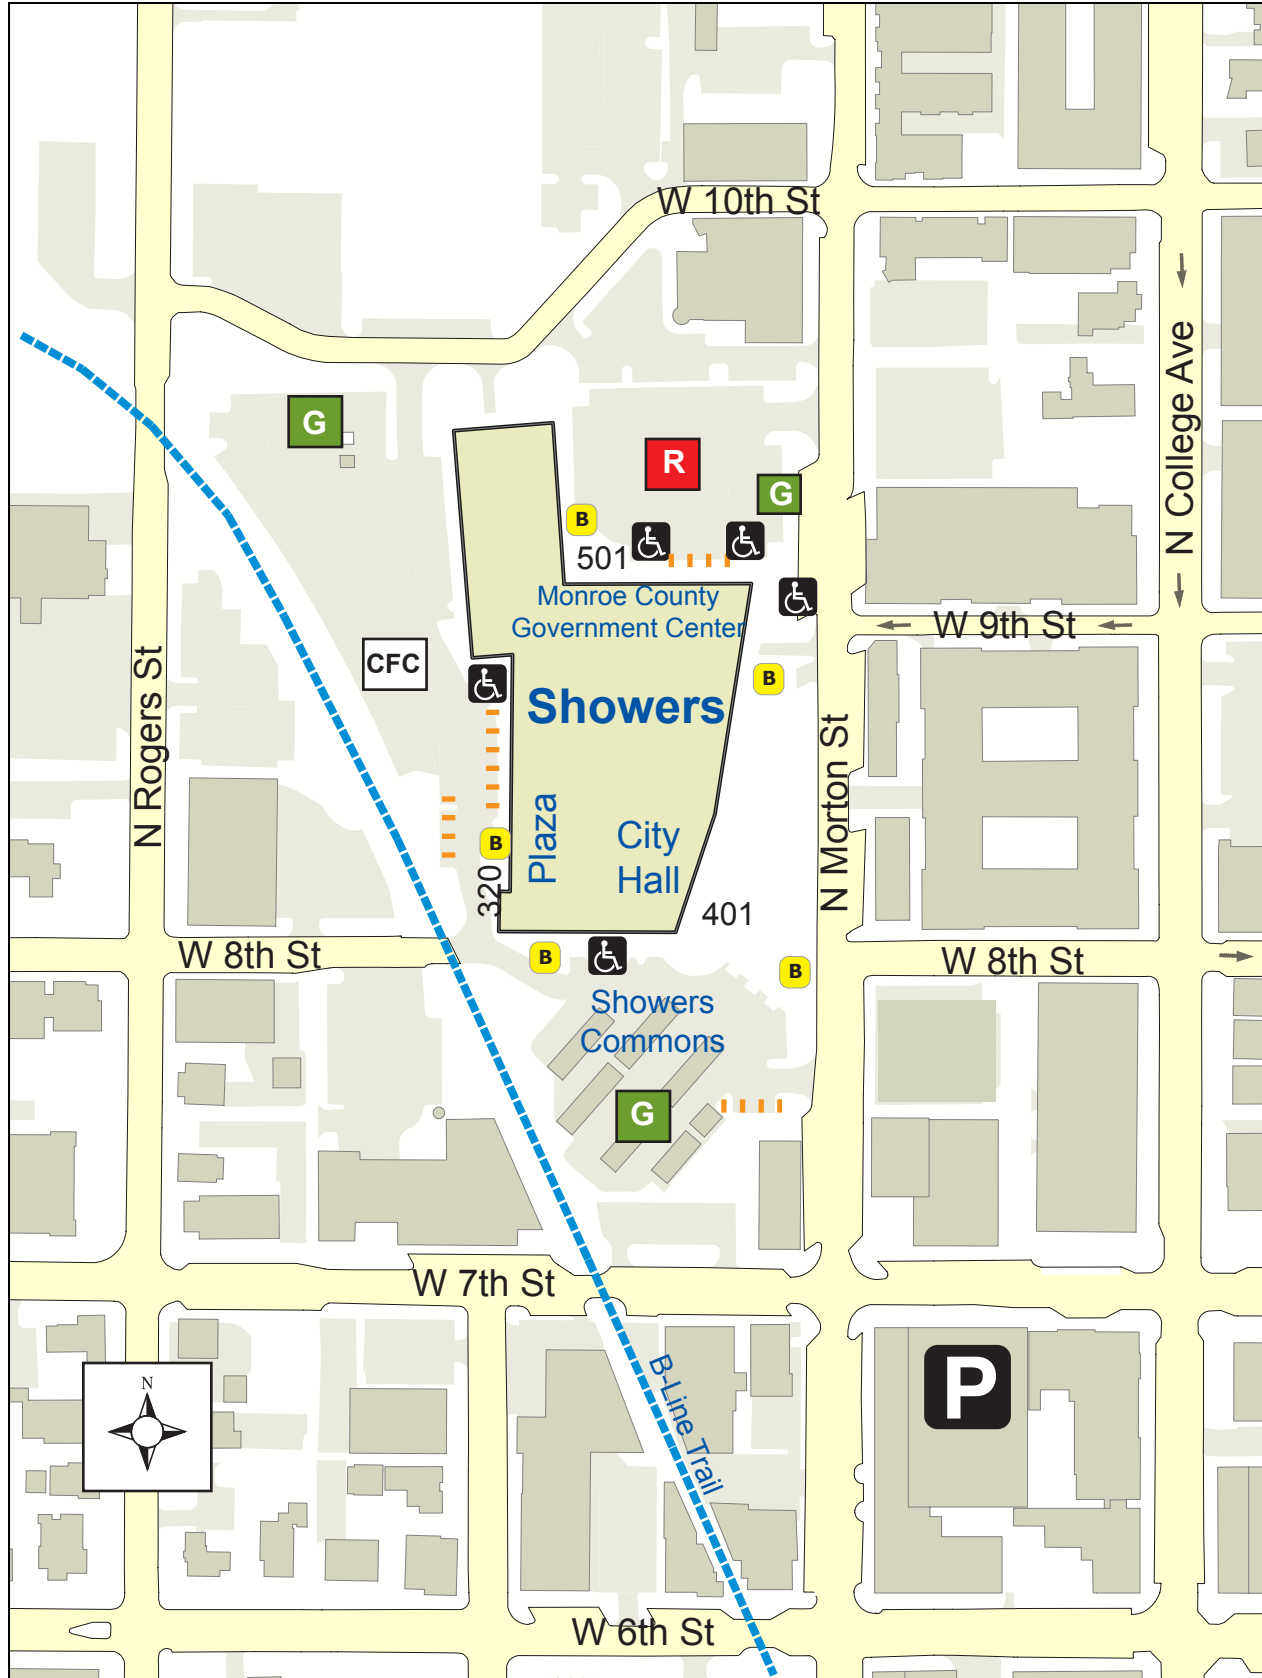 W 10th St
N College Ave
G
R
G
B
501
Monroe County
Government Center
W 9th St
CFC
N Rogers St
B
Showers
N Morton St
Plaza
City
Hall
B
320
401
W 8th St
B
W 8th St
B
Showers
Commons
G
W 7th St
B-Line Trail
P
N
W 6th St